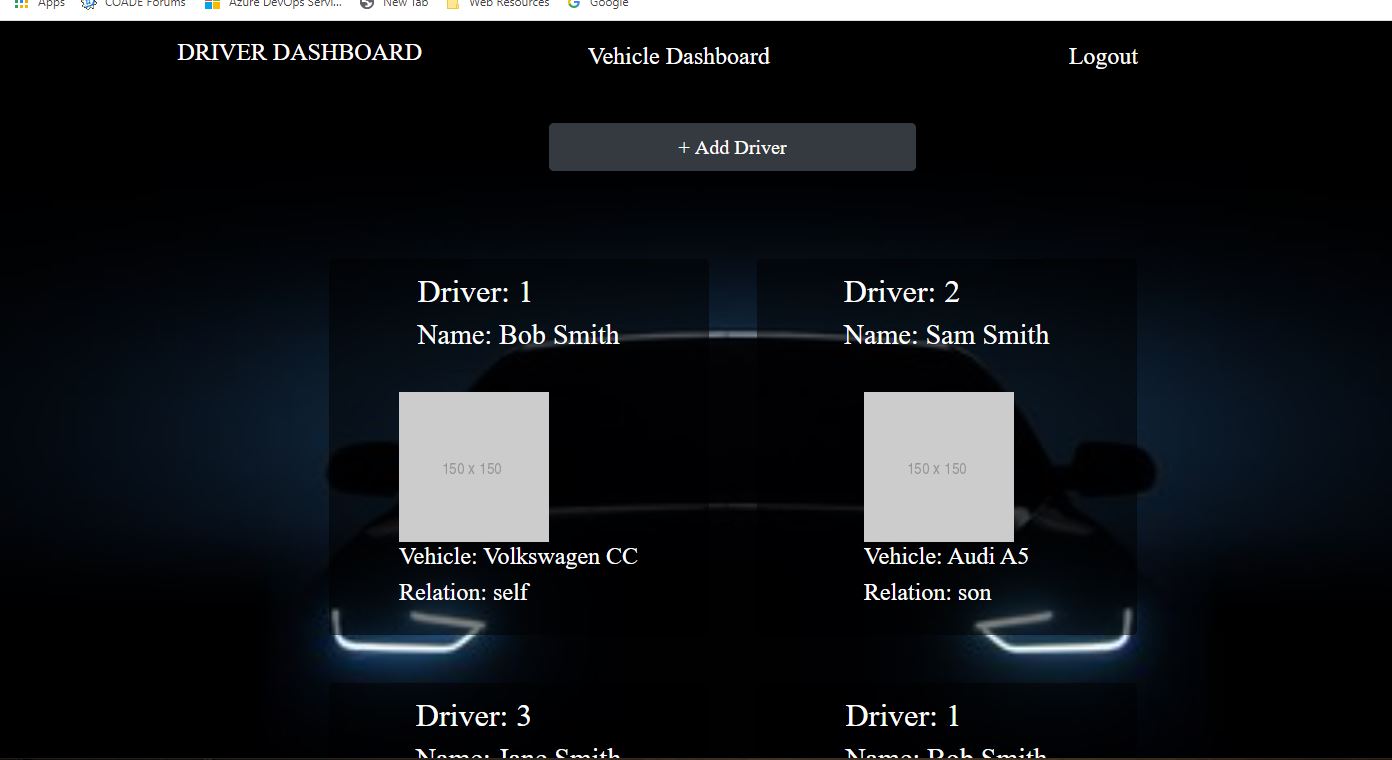 Apps COADE Forums Azure DevOps Servi... New Tab Web Resources Google
DRIVER DASHBOARD Vehicle Dashboard Logout
+ Add Driver
Driver: 1
Name: Bob Smith
150 x 150
Vehicle: Volkswagen CC
Relation: self
Driver: 2
Name: Sam Smith
150 x 150
Vehicle: Audi A5
Relation: son
Driver: 3
Name: Jane Smith
Driver: 1
Name: Bob Smith